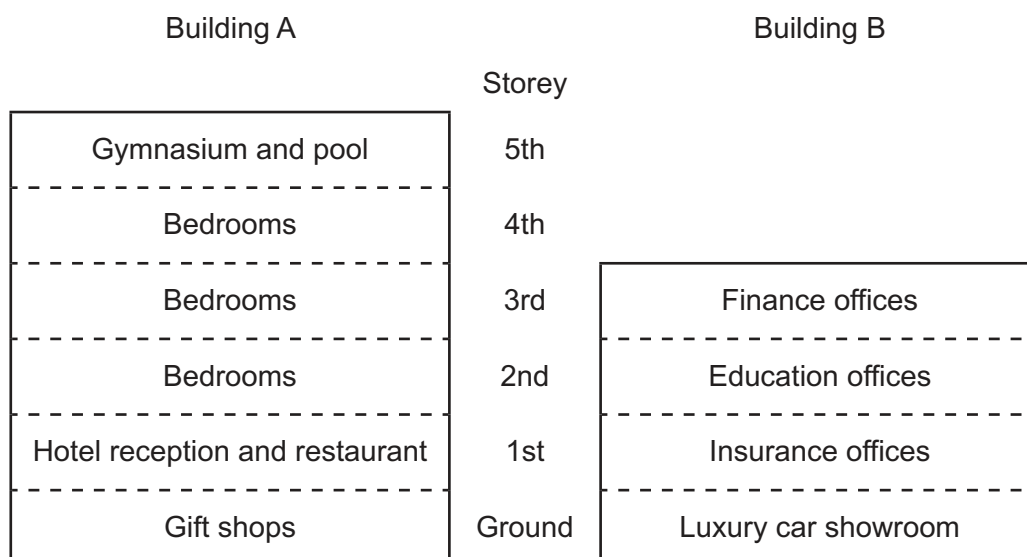 Building A Building B
Storey
Gymnasium and pool 5th
Bedrooms 4th
Bedrooms 3rd Finance offices
Bedrooms 2nd Education offices
Hotel reception and restaurant 1st Insurance offices
Gift shops Ground Luxury car showroom